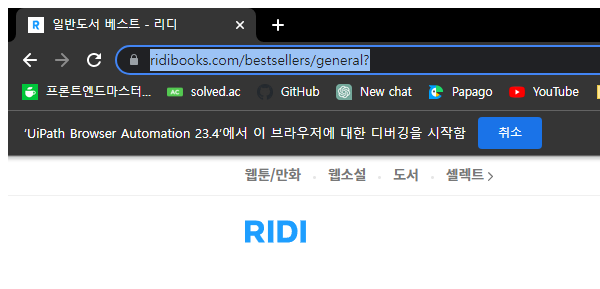 일반도서 베스트 - 리디
ridibooks.com/bestsellers/general?
프론트엔드마스터... solved.ac GitHub New chat Papago YouTube
'UiPath Browser Automation 23.4'에서 이 브라우저에 대한 디버깅을 시작함 취소
웹툰/만화 웹소설 도서 셀렉트
RIDI